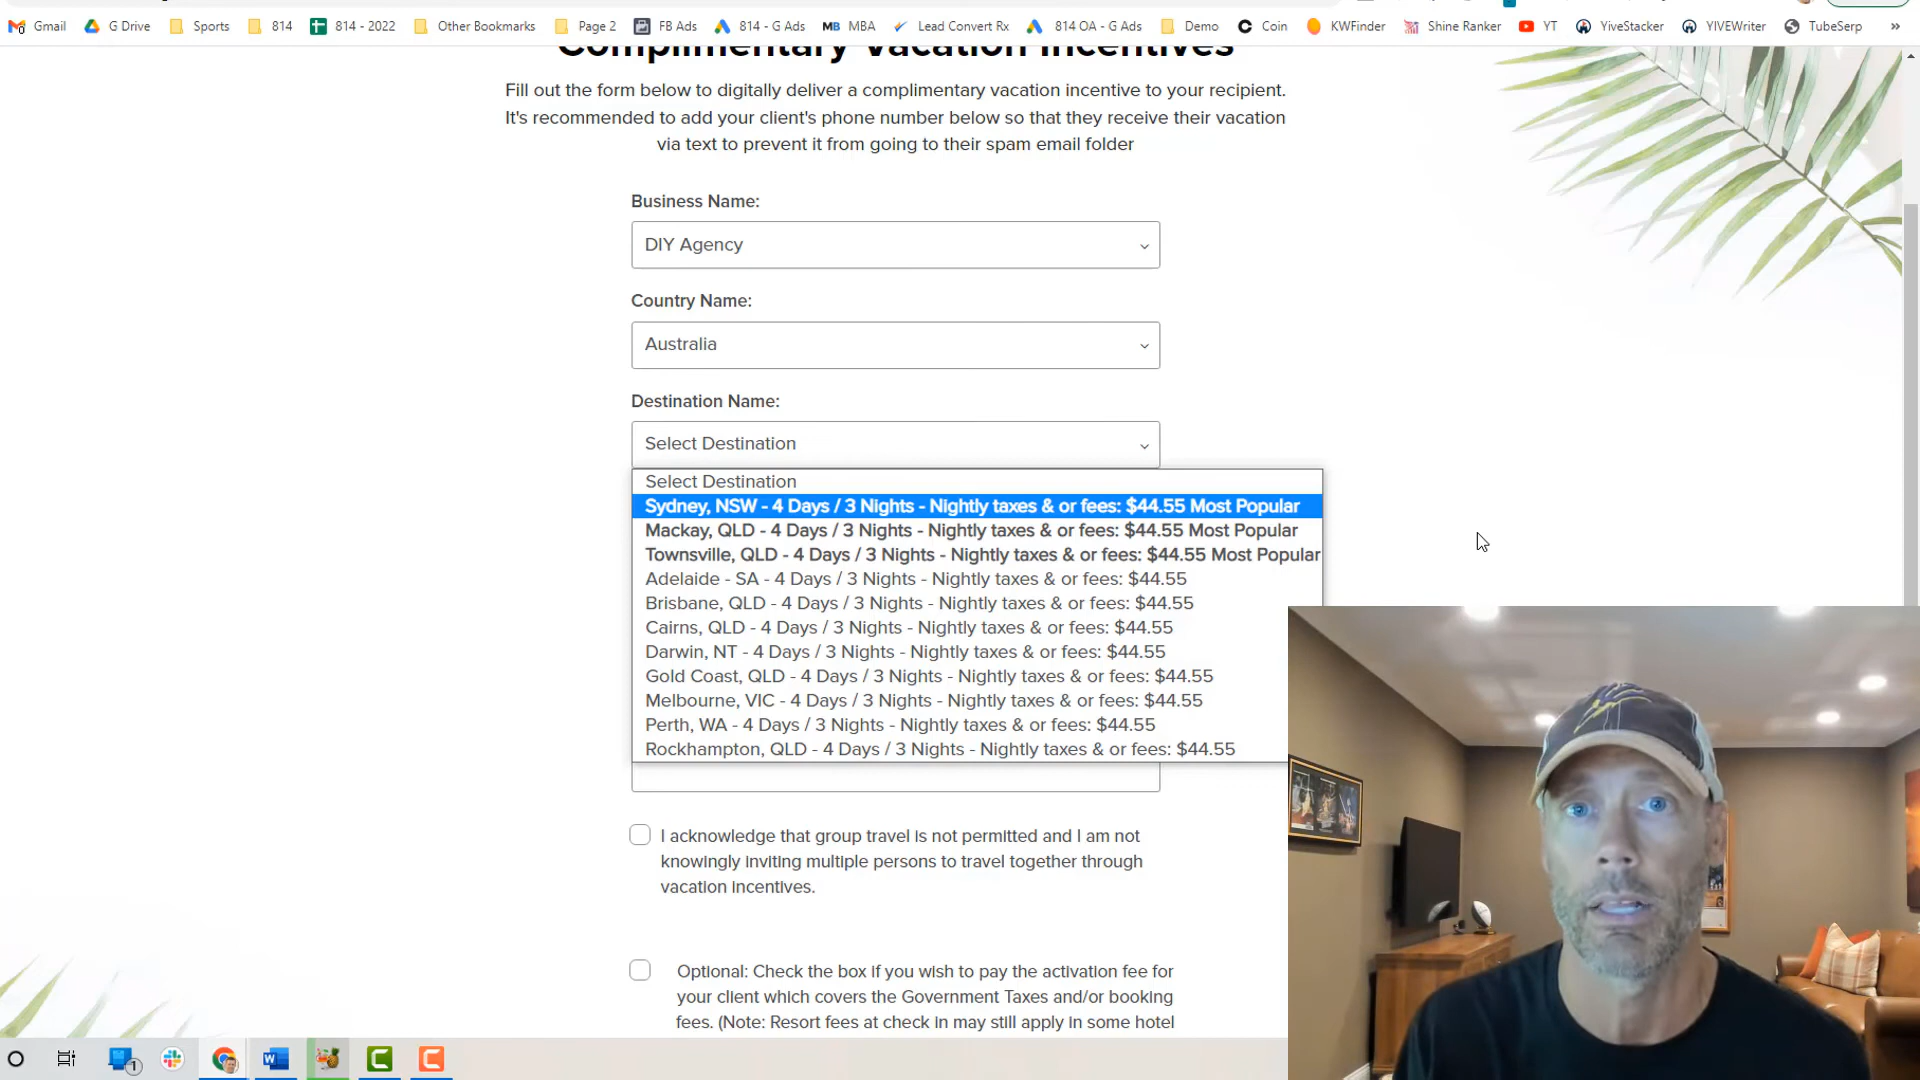 Gmail
G Drive
Sports
814
814 - 2022
Other Bookmarks
Page 2
FB Ads
814 - G Ads
MB MBA
Lead Convert Rx
814 OA - G Ads
Demo
Coin
KWFinder
Shine Ranker
YT
YiveStacker
YIVEWriter
TubeSerp
»
Complimentary Vacation Incentives
Fill out the form below to digitally deliver a complimentary vacation incentive to your recipient.
It's recommended to add your client's phone number below so that they receive their vacation
via text to prevent it from going to their spam email folder
Business Name:
DIY Agency
Country Name:
Australia
Destination Name:
Select Destination
Select Destination
Sydney, NSW - 4 Days / 3 Nights - Nightly taxes & or fees: $44.55 Most Popular
Mackay, QLD - 4 Days / 3 Nights - Nightly taxes & or fees: $44.55 Most Popular
Townsville, QLD - 4 Days / 3 Nights - Nightly taxes & or fees: $44.55 Most Popular
Adelaide - SA - 4 Days / 3 Nights - Nightly taxes & or fees: $44.55
Brisbane, QLD - 4 Days / 3 Nights - Nightly taxes & or fees: $44.55
Cairns, QLD - 4 Days / 3 Nights - Nightly taxes & or fees: $44.55
Darwin, NT - 4 Days / 3 Nights - Nightly taxes & or fees: $44.55
Gold Coast, QLD - 4 Days / 3 Nights - Nightly taxes & or fees: $44.55
Melbourne, VIC - 4 Days / 3 Nights - Nightly taxes & or fees: $44.55
Perth, WA - 4 Days / 3 Nights - Nightly taxes & or fees: $44.55
Rockhampton, QLD - 4 Days / 3 Nights - Nightly taxes & or fees: $44.55
I acknowledge that group travel is not permitted and I am not
knowingly inviting multiple persons to travel together through
vacation incentives.
Optional: Check the box if you wish to pay the activation fee for
your client which covers the Government Taxes and/or booking
fees. (Note: Resort fees at check in may still apply in some hotel
1